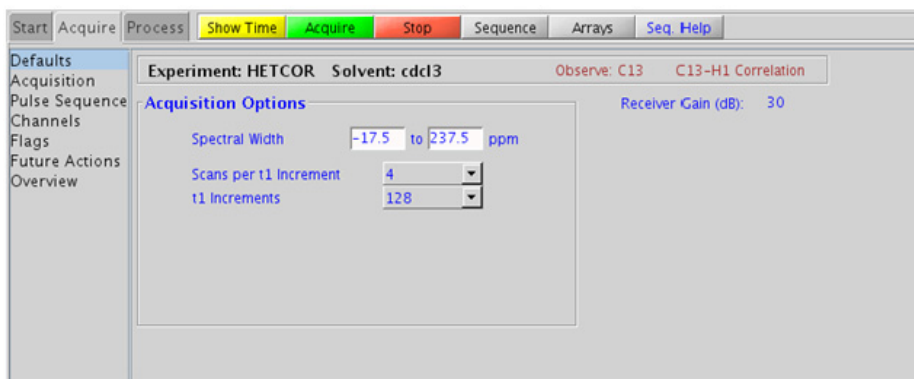 Start Acquire Process Show Time Acquire Stop Sequence Arrays Seq. Help
Defaults
Acquisition
Pulse Sequence
Channels
Flags
Future Actions
Overview
Experiment: HETCOR Solvent: cdcl3 Observe: C13 C13-H1 Correlation
Acquisition Options
Receiver Gain (dB): 30
Spectral Width -17.5 to 237.5 ppm
Scans per t1 Increment 4
t1 Increments 128